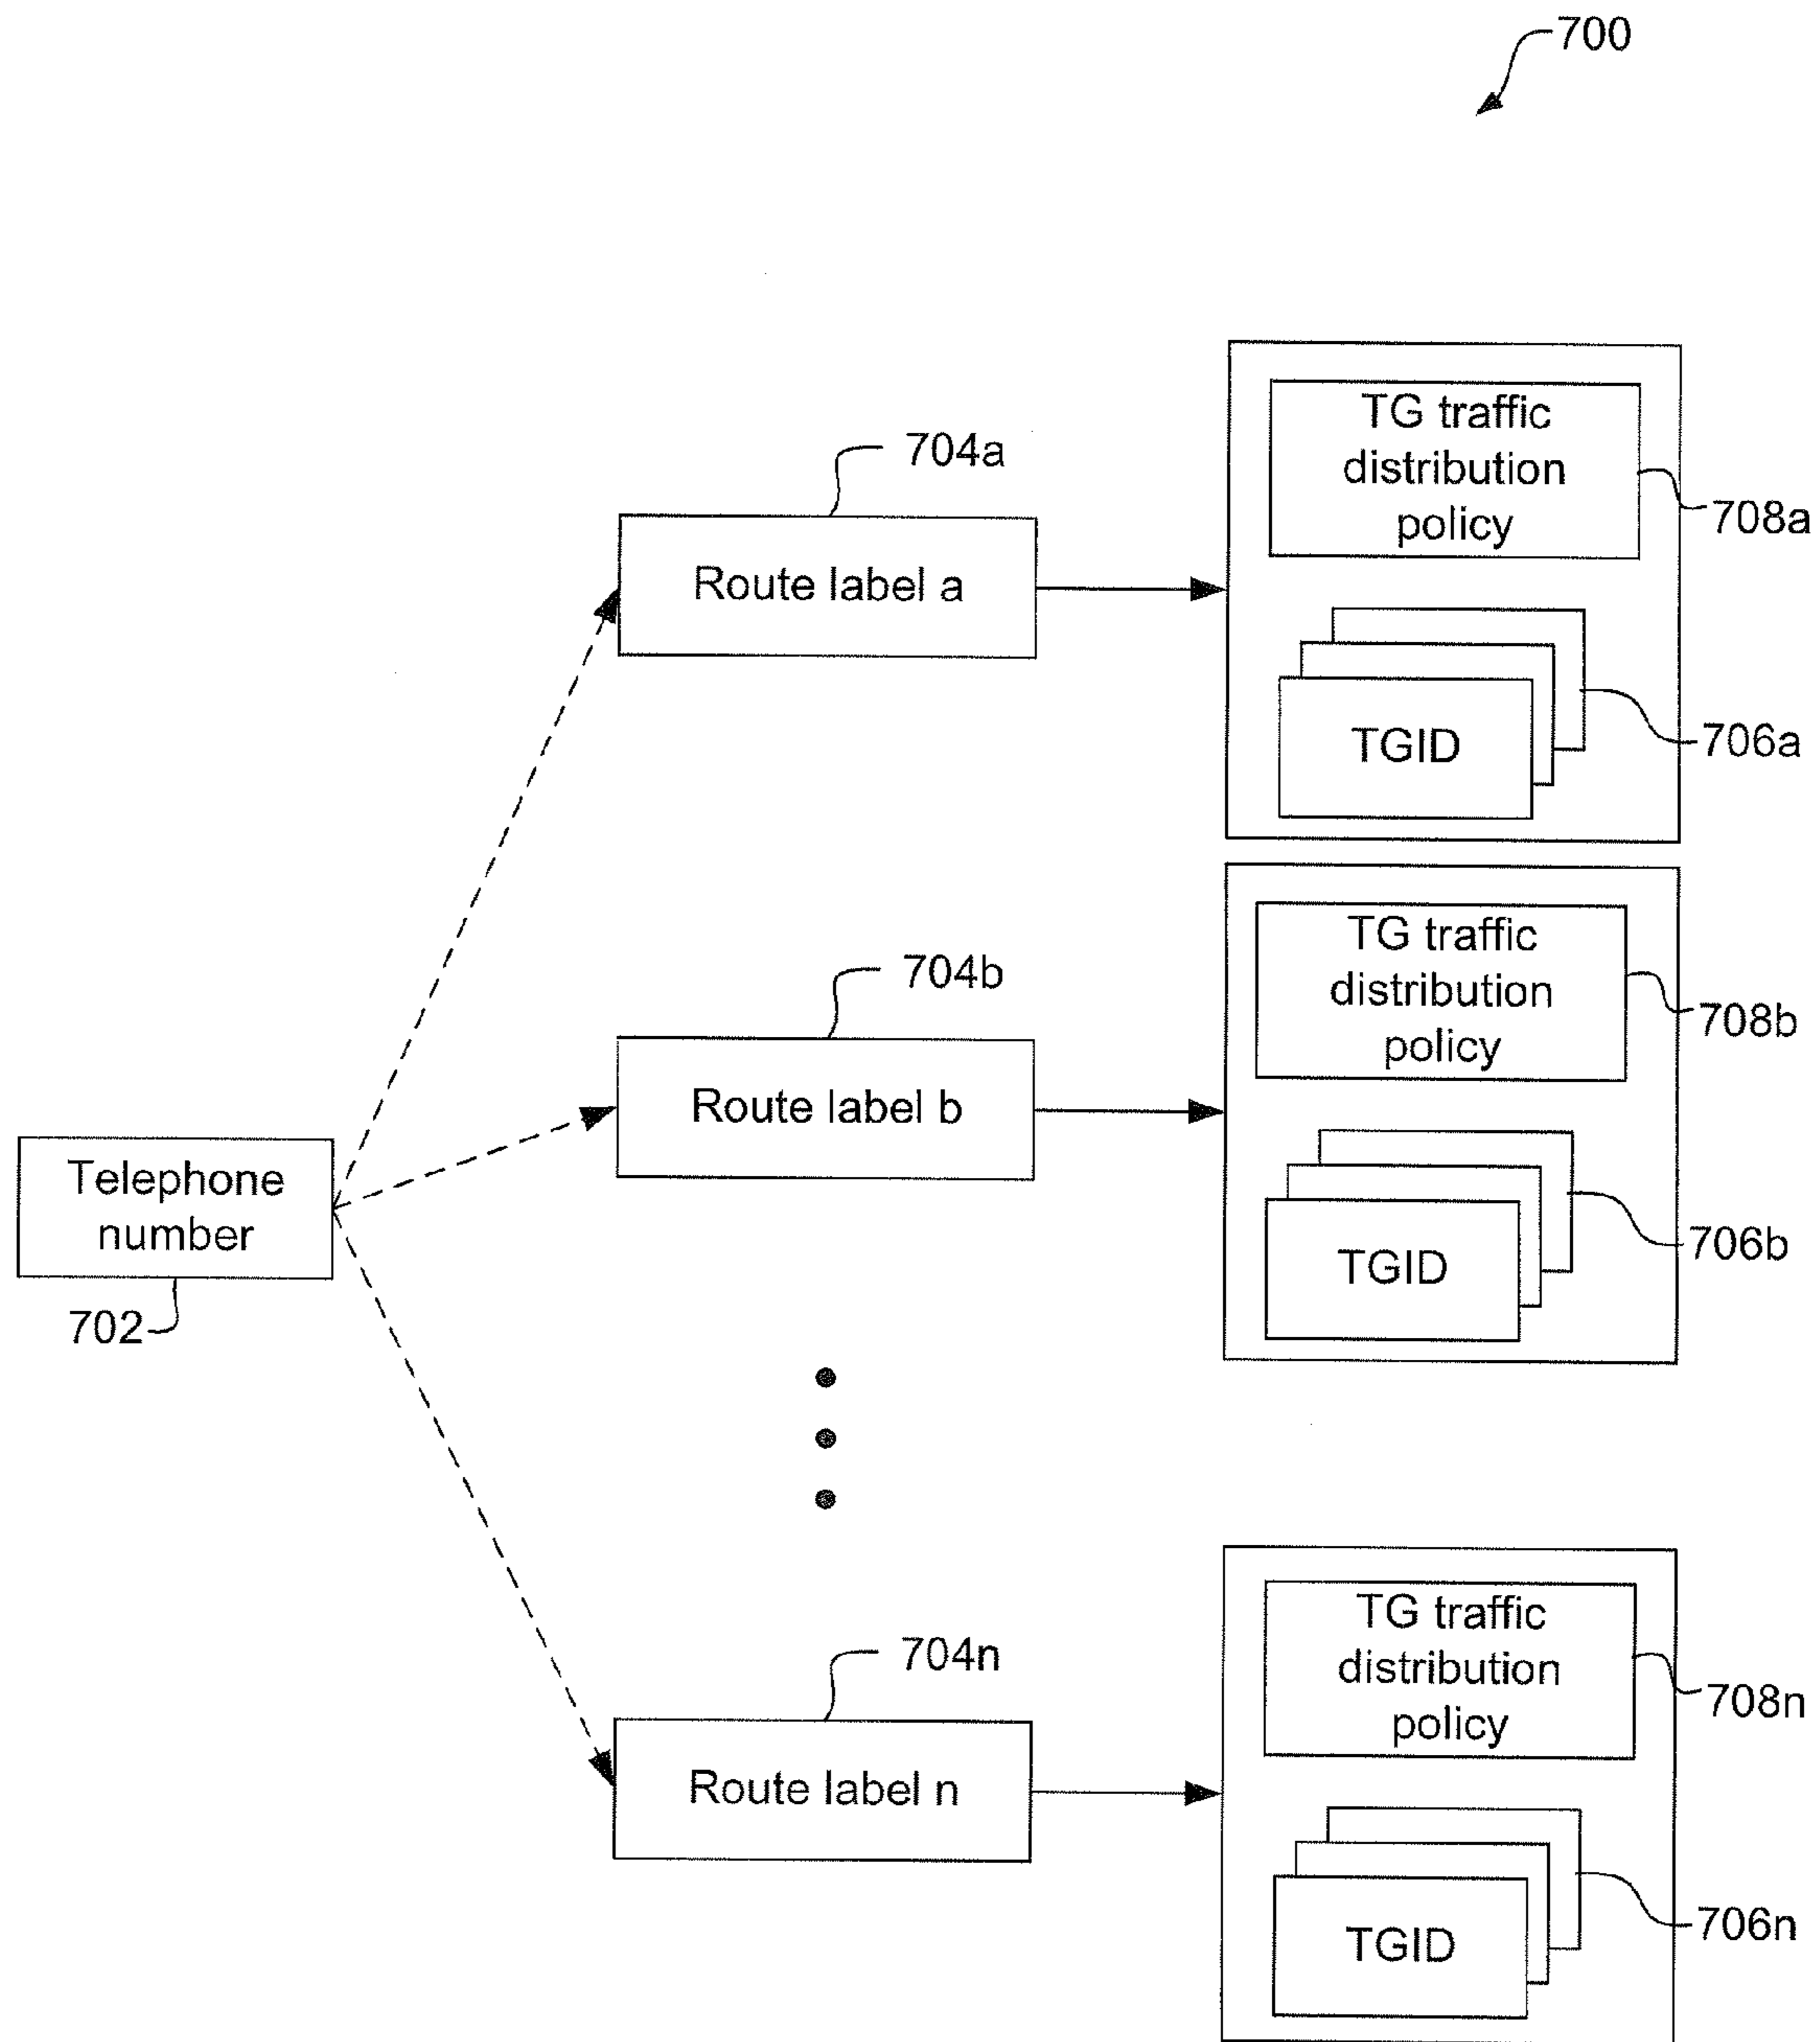 700
TG traffic
distribution
policy
708a
704a
Route label a
TGID
706a
TG traffic
distribution
policy
708b
704b
Route label b
TGID
706b
Telephone
number
702
TG traffic
distribution
policy
708n
704n
Route label n
TGID
706n